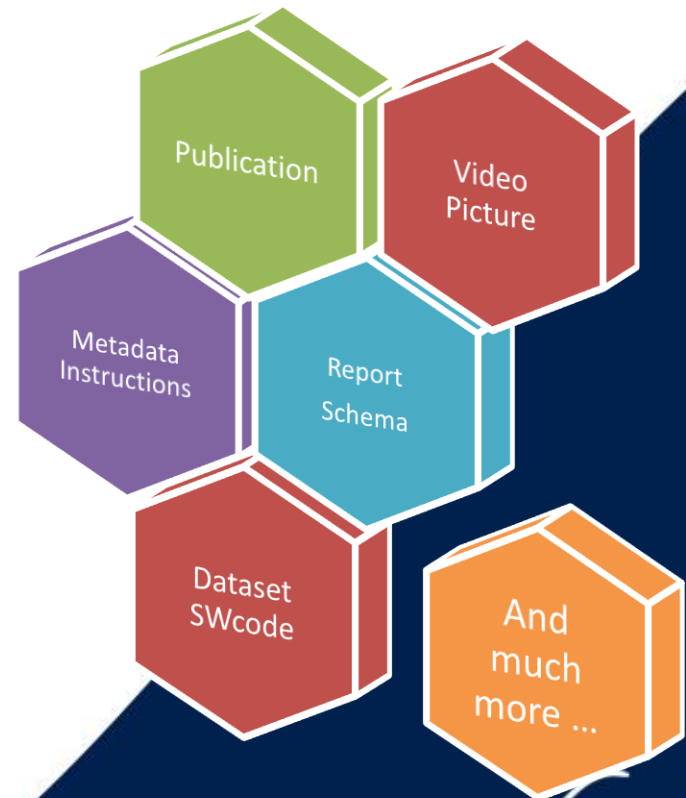 Publication
Video
Picture
Metadata
Instructions
Report
Schema
Dataset
SWcode
And
much
more ...